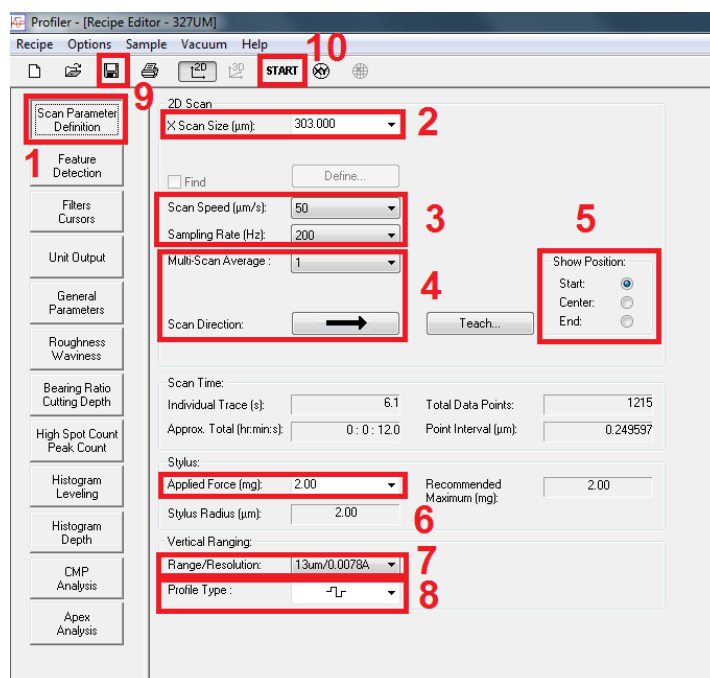 Profiler - [Recipe Editor - 327UM]
Recipe Options Sample Vacuum Help
10
2D 3D START XY
9
Scan Parameter
Definition
1
Feature
Detection
Filters
Cursors
Unit Output
General
Parameters
Roughness
Waviness
Bearing Ratio
Cutting Depth
High Spot Count
Peak Count
Histogram
Leveling
Histogram
Depth
CMP
Analysis
Apex
Analysis
2D Scan
X Scan Size (µm): 303.000
2
Find Define...
Scan Speed (µm/s): 50
Sampling Rate (Hz): 200
3
Multi-Scan Average : 1
Scan Direction:
4
Teach...
5
Show Position:
Start:
Center:
End:
Scan Time:
Individual Trace (s): 6.1 Total Data Points: 1215
Approx. Total (hr:min:s): 0 : 0 : 12.0 Point Interval (µm): 0.249597
Stylus:
Applied Force (mg): 2.00 Recommended
Maximum (mg): 2.00
Stylus Radius (µm): 2.00
6
Vertical Ranging:
Range/Resolution: 13um/0.0078A
7
Profile Type :
8